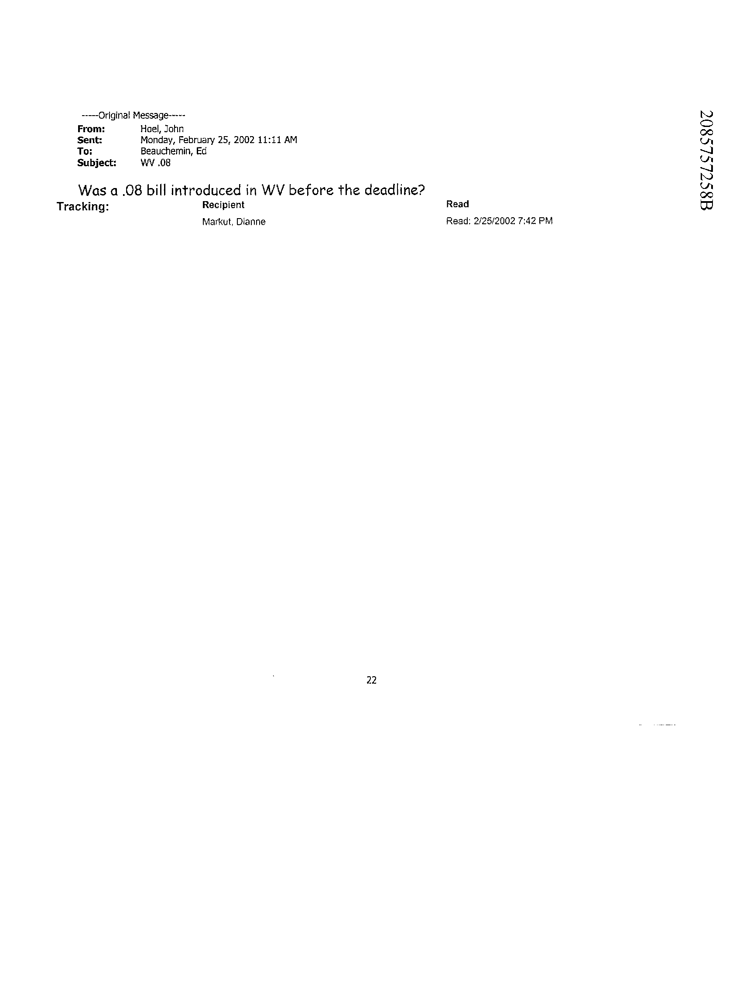 -----Original Message-----
From: Hoel, John
Sent: Monday, February 25, 2002 11:11 AM
To: Beauchemin, Ed
Subject: WV .08
Was a .08 bill introduced in WV before the deadline?
Tracking: Recipient Read
Markut, Dianne Read: 2/25/2002 7:42 PM
2085757258B
22